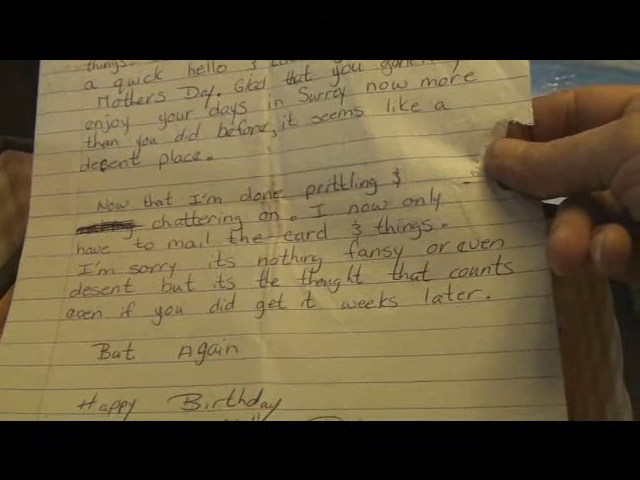 things.
a quick hello &
Mothers Day. Glad that you
enjoy your days in Surrey now more
than you did before, it seems like a
decent place.
Now that I'm done prittling &
chattering on. I now only
have to mail the card & things.
I'm sorry its nothing fansy or even
desent but its the thought that counts
even if you did get it weeks later.
But Again
Happy Birthday